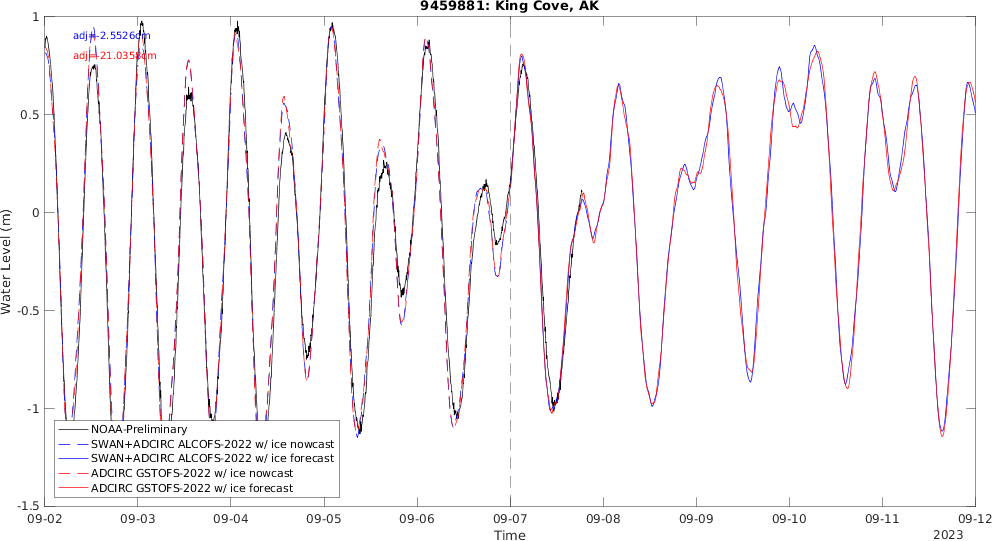 9459881: King Cove, AK
adj=-2.5526cm
adj=-21.0358cm
Water Level (m)
1
0.5
0
-0.5
-1
-1.5
NOAA-Preliminary
SWAN+ADCIRC ALCOFS-2022 w/ ice nowcast
SWAN+ADCIRC ALCOFS-2022 w/ ice forecast
ADCIRC GSTOFS-2022 w/ ice nowcast
ADCIRC GSTOFS-2022 w/ ice forecast
09-02 09-03 09-04 09-05 09-06 09-07 09-08 09-09 09-10 09-11 09-12
Time
2023